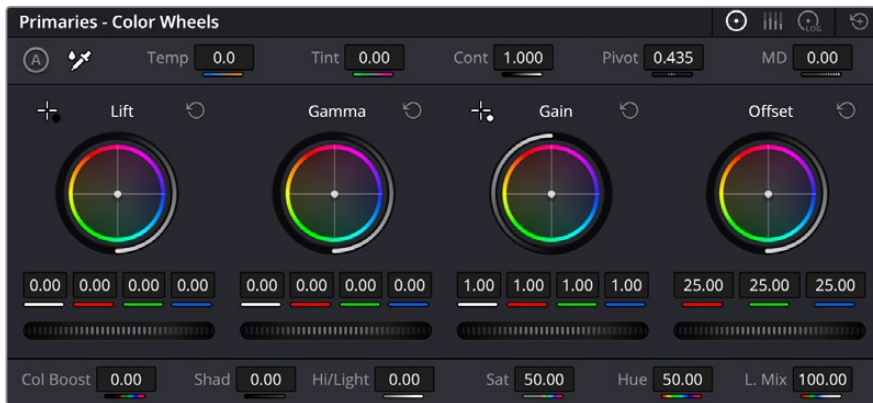 Primaries - Color Wheels
LOG
A Temp 0.0 Tint 0.00 Cont 1.000 Pivot 0.435 MD 0.00
Lift Gamma Gain Offset
0.00 0.00 0.00 0.00 0.00 0.00 0.00 0.00 1.00 1.00 1.00 1.00 25.00 25.00 25.00
Col Boost 0.00 Shad 0.00 Hi/Light 0.00 Sat 50.00 Hue 50.00 L. Mix 100.00